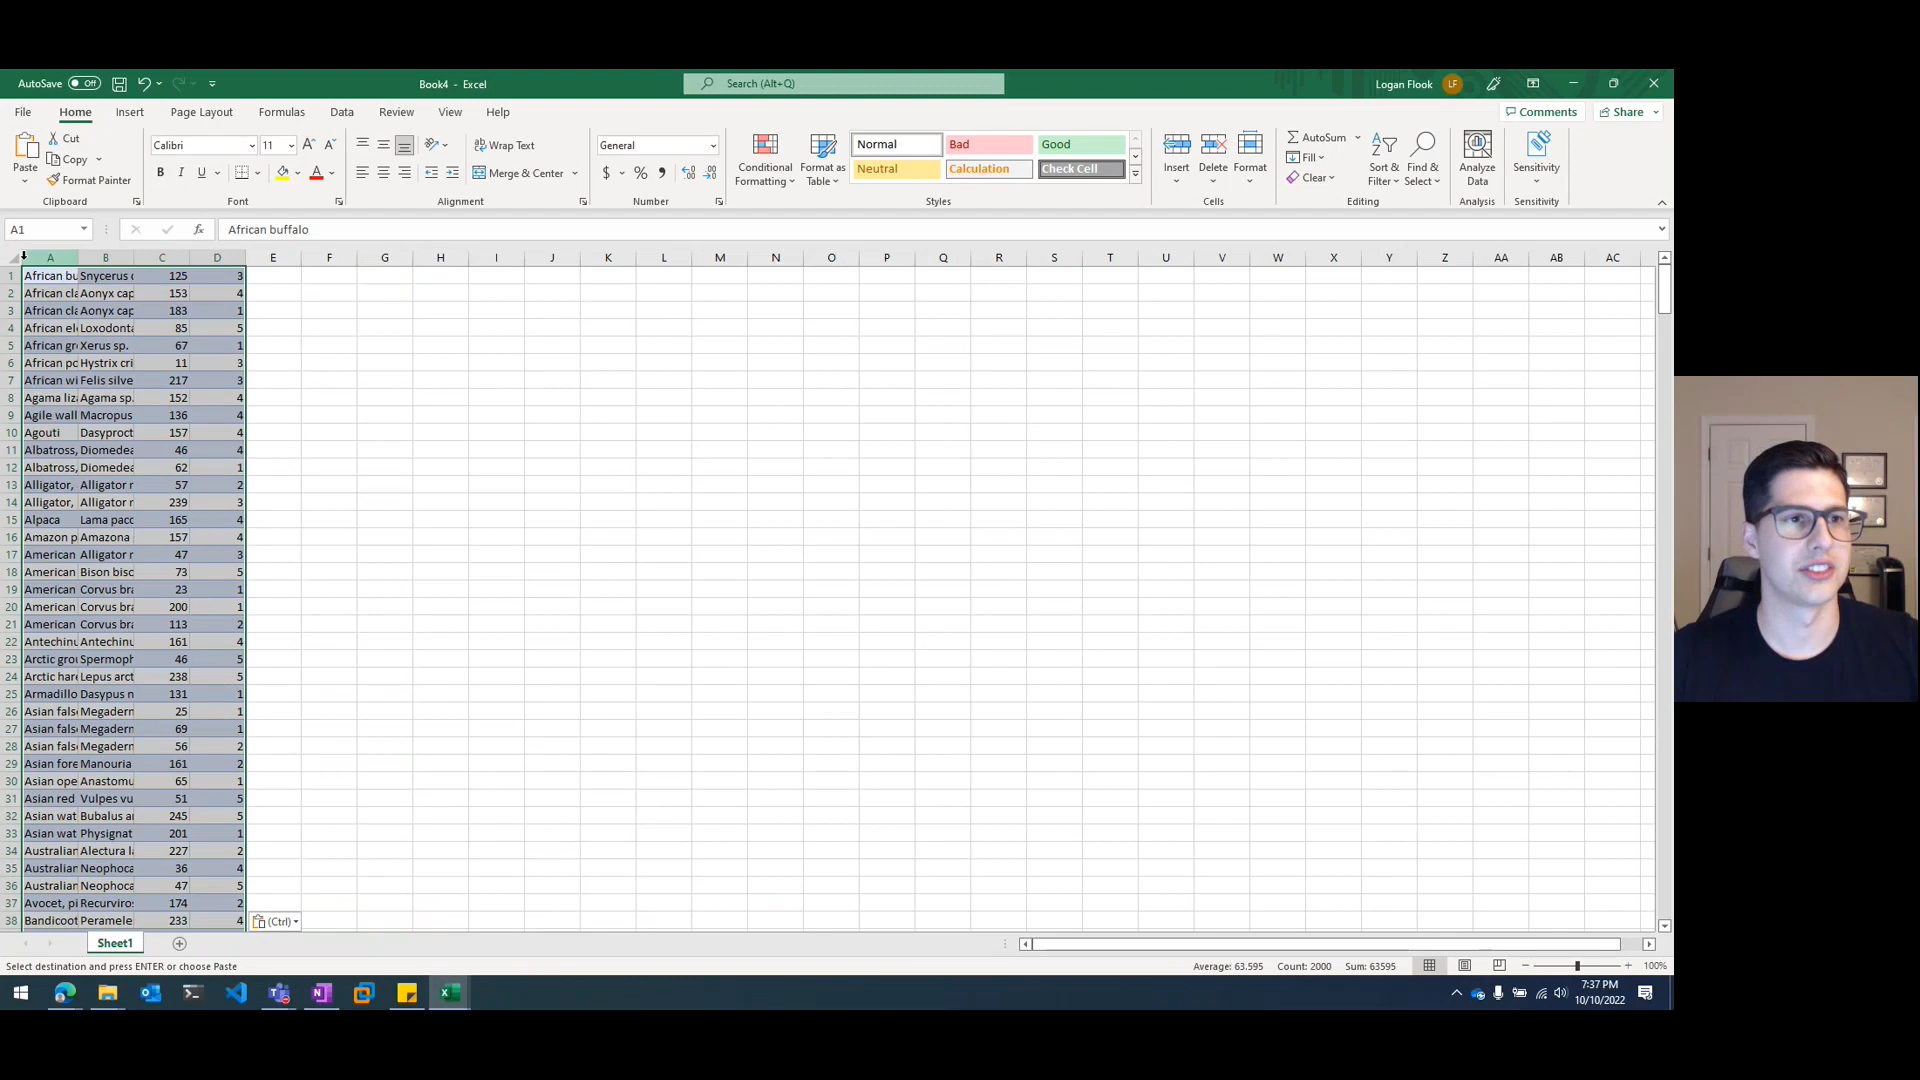 AutoSave Off Book4 - Excel Search (Alt+Q) Logan Flook LF
File Home Insert Page Layout Formulas Data Review View Help Comments Share
Paste Cut Copy Format Painter Clipboard
Calibri 11 B I U Font
Wrap Text Merge & Center Alignment
General $ % , Number
Conditional Formatting Format as Table Normal Bad Good Neutral Calculation Check Cell Styles
Insert Delete Format Cells
AutoSum Fill Clear Sort & Filter Find & Select Editing
Analyze Data Analysis Sensitivity Sensitivity
A1 fx African buffalo
A B C D E F G H I J K L M N O P Q R S T U V W X Y Z AA AB AC
1 African bu Snycerus c 125 3
2 African cla Aonyx cap 153 4
3 African cla Aonyx cap 183 1
4 African ele Loxodonta 85 5
5 African gro Xerus sp. 67 1
6 African po Hystrix cri 11 3
7 African wi Felis silve 217 3
8 Agama liza Agama sp. 152 4
9 Agile wall Macropus 136 4
10 Agouti Dasyproct 157 4
11 Albatross, Diomedea 46 4
12 Albatross, Diomedea 62 1
13 Alligator, Alligator r 57 2
14 Alligator, Alligator r 239 3
15 Alpaca Lama paco 165 4
16 Amazon p Amazona 157 4
17 American Alligator r 47 3
18 American Bison biso 73 5
19 American Corvus bra 23 1
20 American Corvus bra 200 1
21 American Corvus bra 113 2
22 Antechinu Antechinu 161 4
23 Arctic grou Spermoph 46 5
24 Arctic hare Lepus arct 238 5
25 Armadillo Dasypus n 131 1
26 Asian false Megaderm 25 1
27 Asian false Megaderm 69 1
28 Asian false Megaderm 56 2
29 Asian fore Manouria 161 2
30 Asian ope Anastomu 65 1
31 Asian red Vulpes vu 51 5
32 Asian wat Bubalus ar 245 5
33 Asian wat Physignat 201 1
34 Australian Alectura la 227 2
35 Australian Neophoca 36 4
36 Australian Neophoca 47 5
37 Avocet, pi Recurviros 174 2
38 Bandicoot Peramele 233 4
(Ctrl)
Sheet1
Select destination and press ENTER or choose Paste Average: 63.595 Count: 2000 Sum: 63595 100%
7:37 PM
10/10/2022